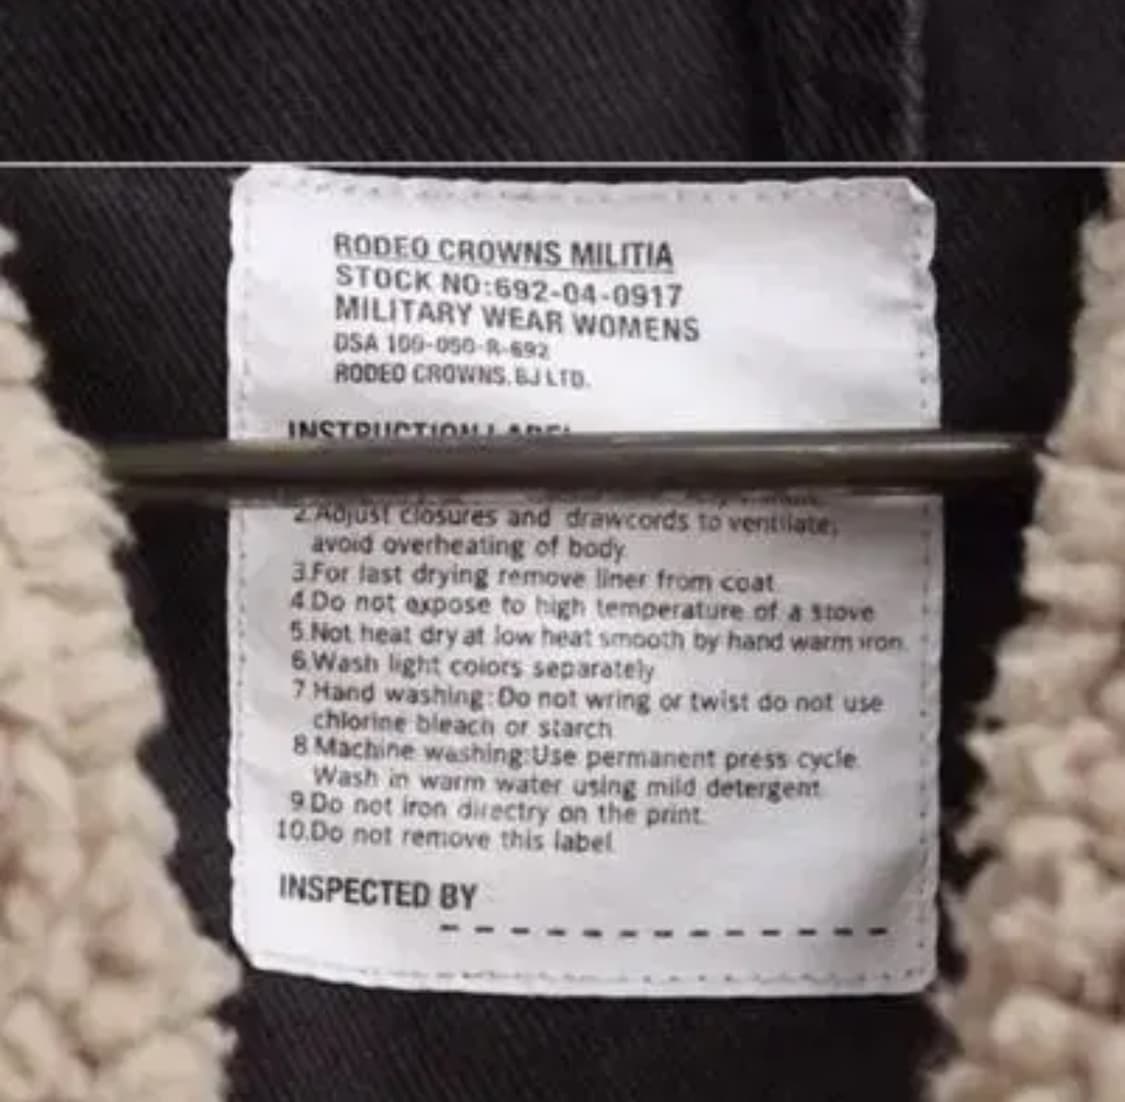 RODEO CROWNS MILITIA
STOCK NO:692-04-0917
MILITARY WEAR WOMENS
DSA 100-050-R-692
RODEO CROWNS.BJ LTD.
INSTRUCTION LABEL
2.Adjust closures and drawcords to ventilate,
avoid overheating of body
3.For last drying remove liner from coat
4.Do not expose to high temperature of a stove
5.Not heat dry at low heat smooth by hand warm iron.
6.Wash light colors separately
7.Hand washing:Do not wring or twist do not use
chlorine bleach or starch
8.Machine washing:Use permanent press cycle.
Wash in warm water using mild detergent.
9.Do not iron directry on the print.
10.Do not remove this label
INSPECTED BY